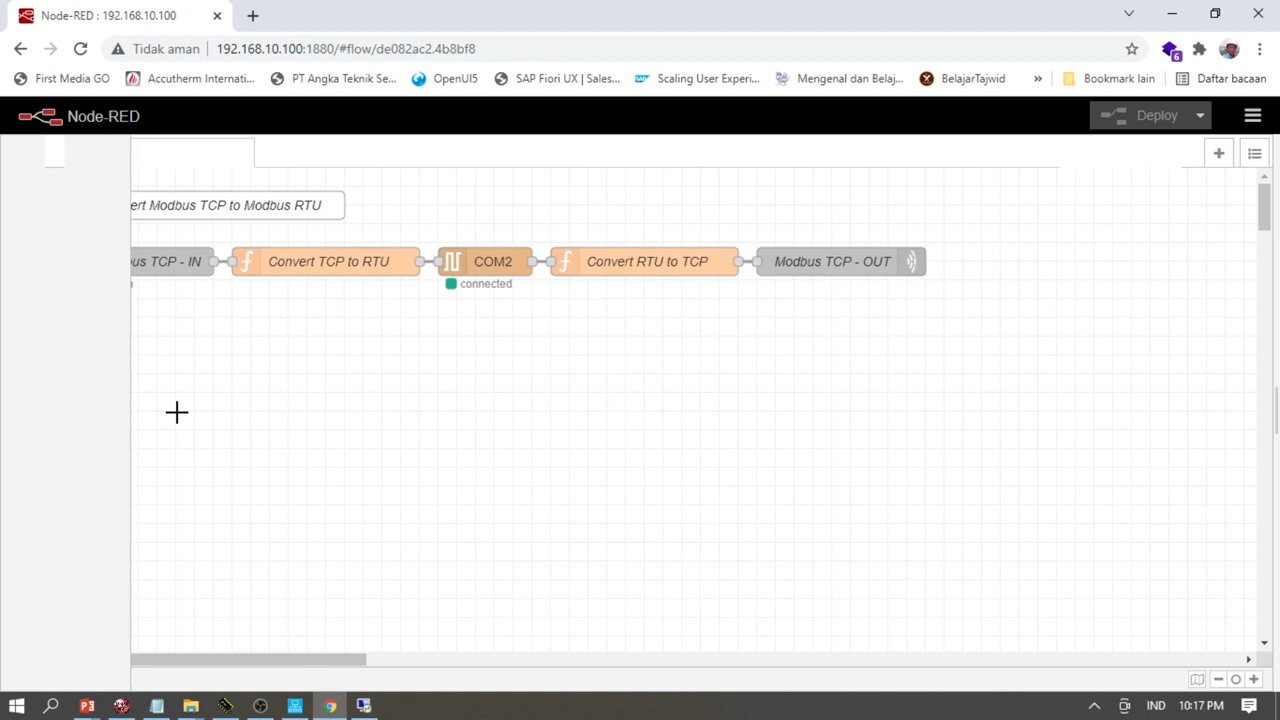 Node-RED : 192.168.10.100
Tidak aman
192.168.10.100:1880/#flow/de082ac2.4b8bf8
6
First Media GO
Accutherm Internati...
PT Angka Teknik Se...
OpenUI5
SAP Fiori UX | Sales...
Scaling User Experi...
Mengenal dan Belaj...
BelajarTajwid
»
Bookmark lain
Daftar bacaan
Node-RED
Deploy
ert Modbus TCP to Modbus RTU
us TCP - IN
Convert TCP to RTU
COM2
Convert RTU to TCP
Modbus TCP - OUT
connected
IND
10:17 PM